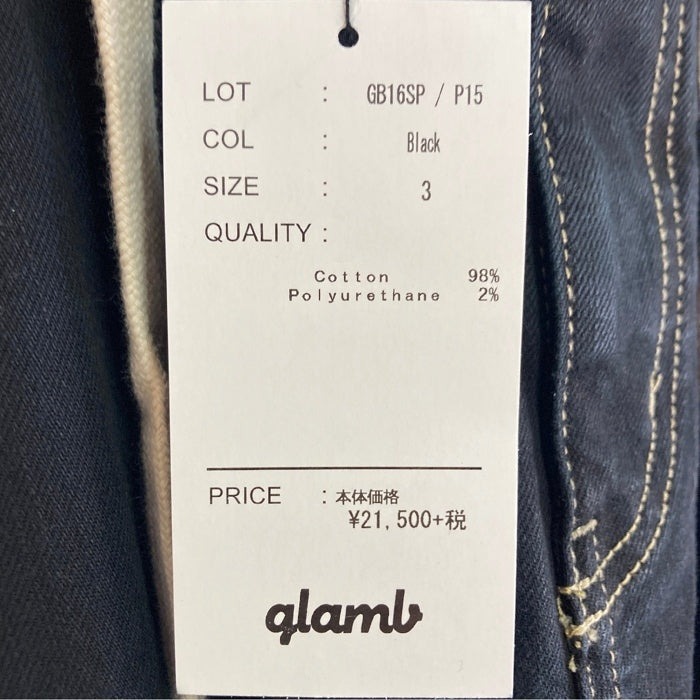 LOT : GB16SP / P15
COL : Black
SIZE : 3
QUALITY :
Cotton 98%
Polyurethane 2%
PRICE : 本体価格
¥21,500+税
glamb